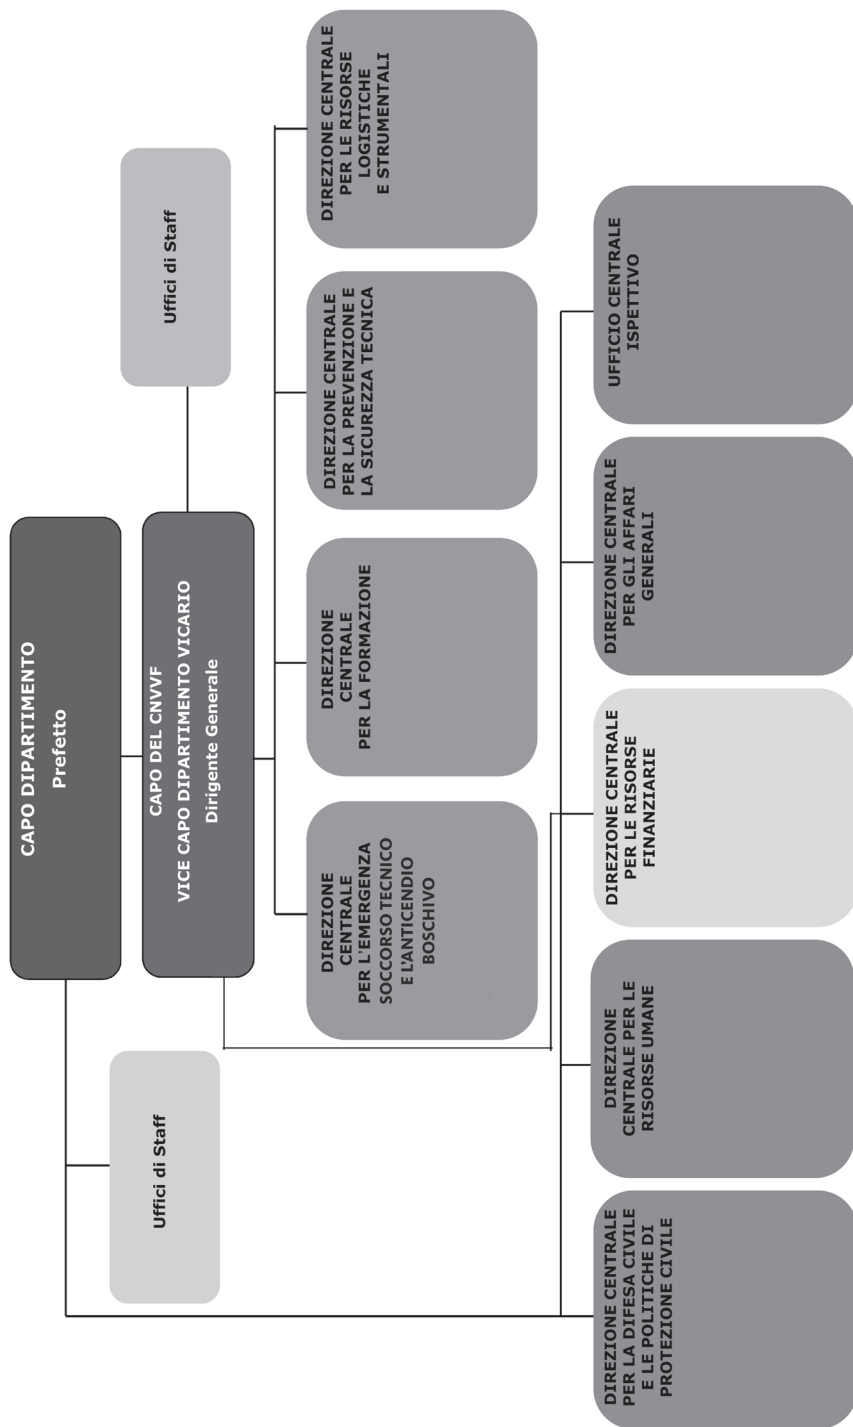 CAPO DIPARTIMENTO
Prefetto
Uffici di Staff
CAPO DEL CNVVF
VICE CAPO DIPARTIMENTO VICARIO
Dirigente Generale
Uffici di Staff
DIREZIONE
CENTRALE
PER L'EMERGENZA
SOCCORSO TECNICO
E L'ANTICENDIO
BOSCHIVO
DIREZIONE
CENTRALE
PER LA FORMAZIONE
DIREZIONE CENTRALE
PER LA PREVENZIONE E
LA SICUREZZA TECNICA
DIREZIONE CENTRALE
PER LE RISORSE
LOGISTICHE
E STRUMENTALI
DIREZIONE CENTRALE
PER LA DIFESA CIVILE
E LE POLITICHE DI
PROTEZIONE CIVILE
DIREZIONE
CENTRALE PER LE
RISORSE UMANE
DIREZIONE CENTRALE
PER LE RISORSE
FINANZIARIE
DIREZIONE CENTRALE
PER GLI AFFARI
GENERALI
UFFICIO CENTRALE
ISPETTIVO